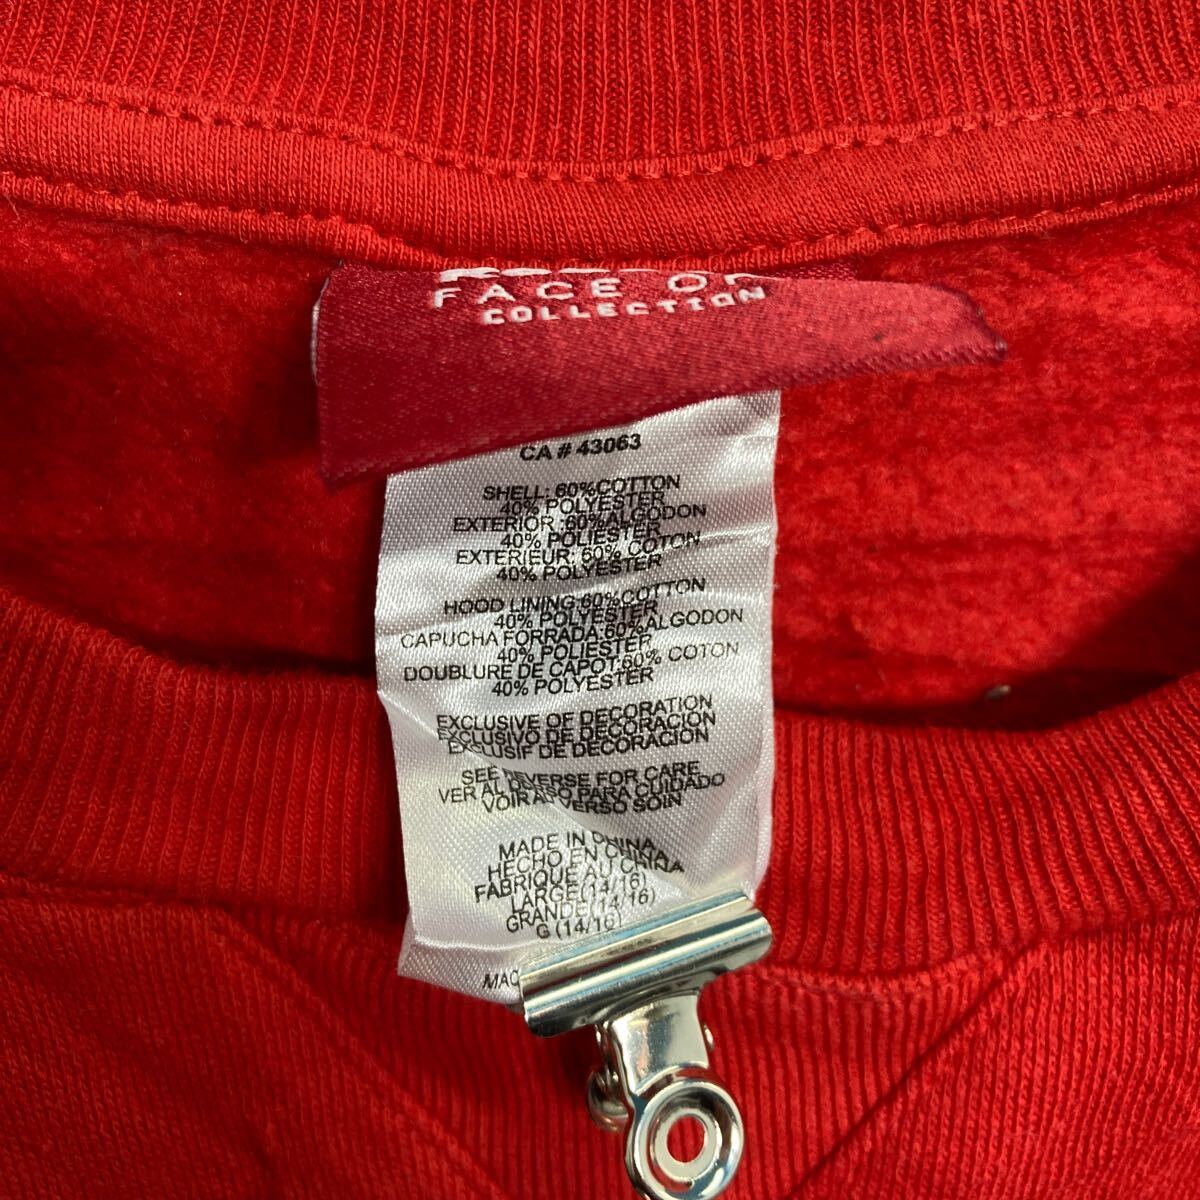 FACE
COLLECTION
CA # 43063
SHELL: 60%COTTON
40% POLYESTER
EXTERIOR :60%ALGODON
40% POLIESTER
EXTERIEUR: 60% COTON
40% POLYESTER
HOOD LINING:60%COTTON
40% POLYESTER
CAPUCHA FORRADA:60%ALGODON
40% POLIESTER
DOUBLURE DE CAPOT:60% COTON
40% POLYESTER
EXCLUSIVE OF DECORATION
EXCLUSIVO DE DECORACION
EXCLUSIF DE DECORACION
SEE REVERSE FOR CARE
VER AL DORSO PARA CUIDADO
VOIR AU VERSO SOIN
MADE IN CHINA
HECHO EN CHINA
FABRIQUE AU CHINA
LARGE(14/16)
GRANDE(14/16)
G (14/16)